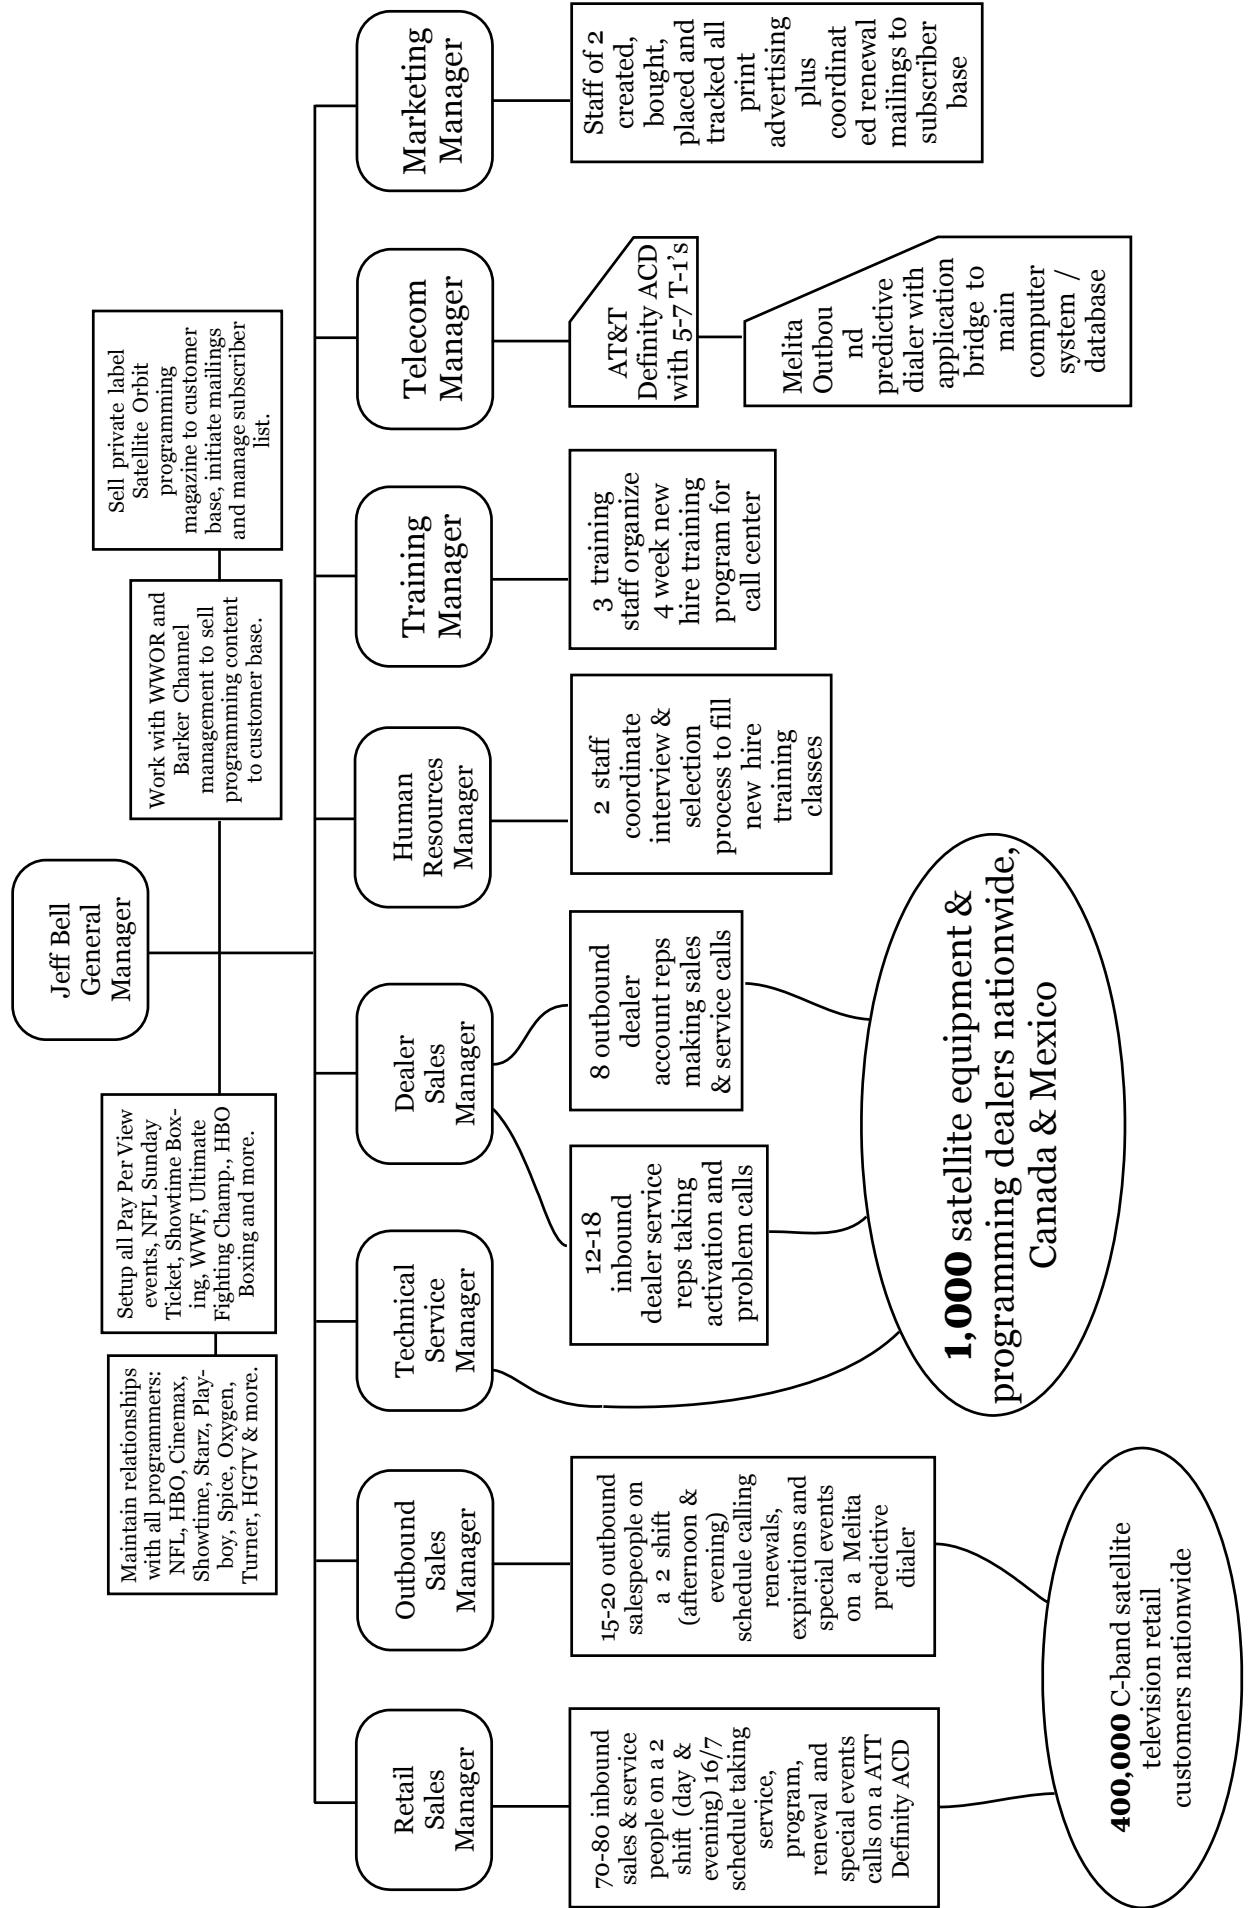 Jeff Bell
General
Manager
Maintain relationships
with all programmers:
NFL, HBO, Cinemax,
Showtime, Starz, Play-
boy, Spice, Oxygen,
Turner, HGTV & more.
Setup all Pay Per View
events, NFL Sunday
Ticket, Showtime Box-
ing, WWF, Ultimate
Fighting Champ., HBO
Boxing and more.
Work with WWOR and
Barker Channel
management to sell
programming content
to customer base.
Sell private label
Satellite Orbit
programming
magazine to customer
base, initiate mailings
and manage subscriber
list.
Retail
Sales
Manager
Outbound
Sales
Manager
Technical
Service
Manager
Dealer
Sales
Manager
Human
Resources
Manager
Training
Manager
Telecom
Manager
Marketing
Manager
70-80 inbound
sales & service
people on a 2
shift (day &
evening) 16/7
schedule taking
service,
program,
renewal and
special events
calls on a ATT
Definity ACD
15-20 outbound
salespeople on
a 2 shift
(afternoon &
evening)
schedule calling
renewals,
expirations and
special events
on a Melita
predictive
dialer
12-18
inbound
dealer service
reps taking
activation and
problem calls
8 outbound
dealer
account reps
making sales
& service calls
2 staff
coordinate
interview &
selection
process to fill
new hire
training
classes
3 training
staff organize
4 week new
hire training
program for
call center
AT&T
Definity ACD
with 5-7 T-1's
Melita
Outbou
nd
predictive
dialer with
application
bridge to
main
computer
system /
database
Staff of 2
created,
bought,
placed and
tracked all
print
advertising
plus
coordinat
ed renewal
mailings to
subscriber
base
400,000 C-band satellite
television retail
customers nationwide
1,000 satellite equipment &
programming dealers nationwide,
Canada & Mexico